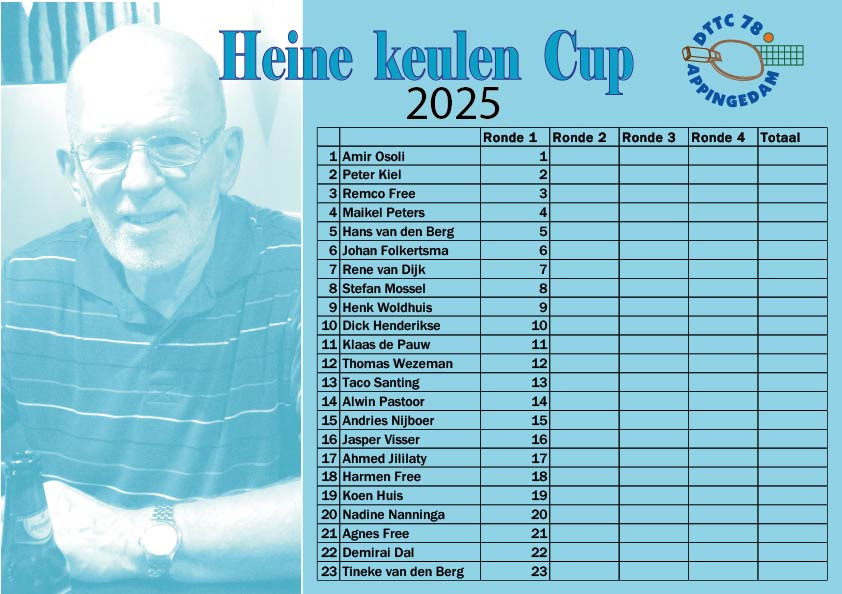 Heine keulen Cup
2025
DTTC 78
APPINGEDAM
Ronde 1 Ronde 2 Ronde 3 Ronde 4 Totaal
1 Amir Osoli 1
2 Peter Kiel 2
3 Remco Free 3
4 Maikel Peters 4
5 Hans van den Berg 5
6 Johan Folkertsma 6
7 Rene van Dijk 7
8 Stefan Mossel 8
9 Henk Woldhuis 9
10 Dick Henderikse 10
11 Klaas de Pauw 11
12 Thomas Wezeman 12
13 Taco Santing 13
14 Alwin Pastoor 14
15 Andries Nijboer 15
16 Jasper Visser 16
17 Ahmed Jililaty 17
18 Harmen Free 18
19 Koen Huis 19
20 Nadine Nanninga 20
21 Agnes Free 21
22 Demirai Dal 22
23 Tineke van den Berg 23